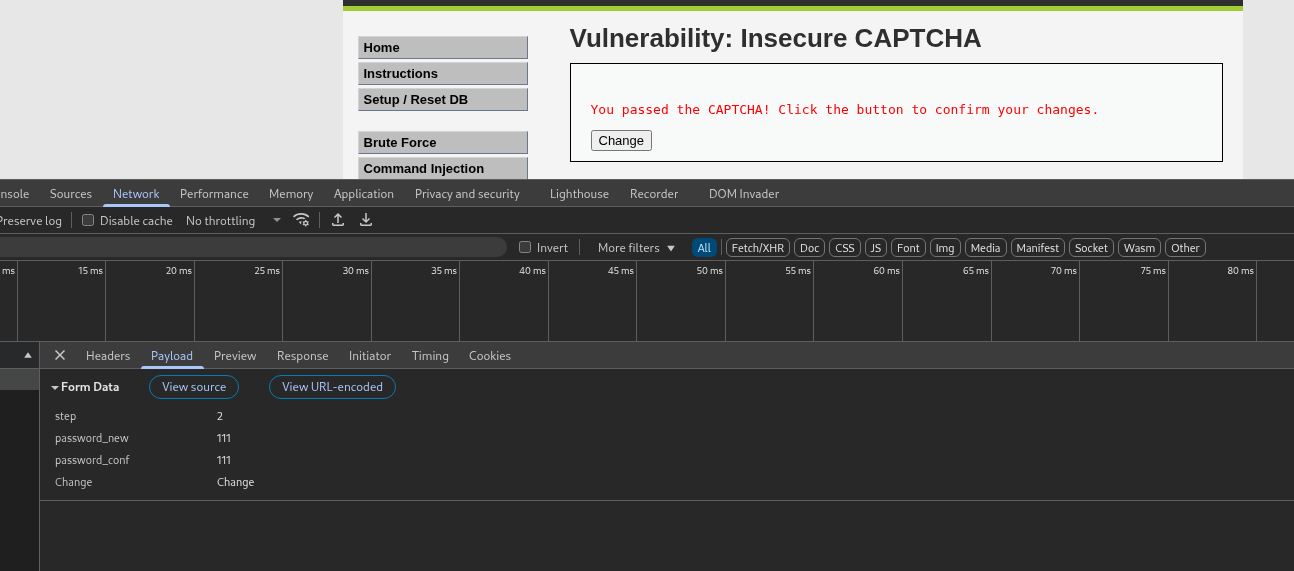 Vulnerability: Insecure CAPTCHA
Home
Instructions
Setup / Reset DB
Brute Force
Command Injection
You passed the CAPTCHA! Click the button to confirm your changes.
Change
nsole Sources Network Performance Memory Application Privacy and security Lighthouse Recorder DOM Invader
Preserve log Disable cache No throttling
Invert More filters All Fetch/XHR Doc CSS JS Font Img Media Manifest Socket Wasm Other
ms 15 ms 20 ms 25 ms 30 ms 35 ms 40 ms 45 ms 50 ms 55 ms 60 ms 65 ms 70 ms 75 ms 80 ms
Headers Payload Preview Response Initiator Timing Cookies
Form Data View source View URL-encoded
step 2
password_new 111
password_conf 111
Change Change